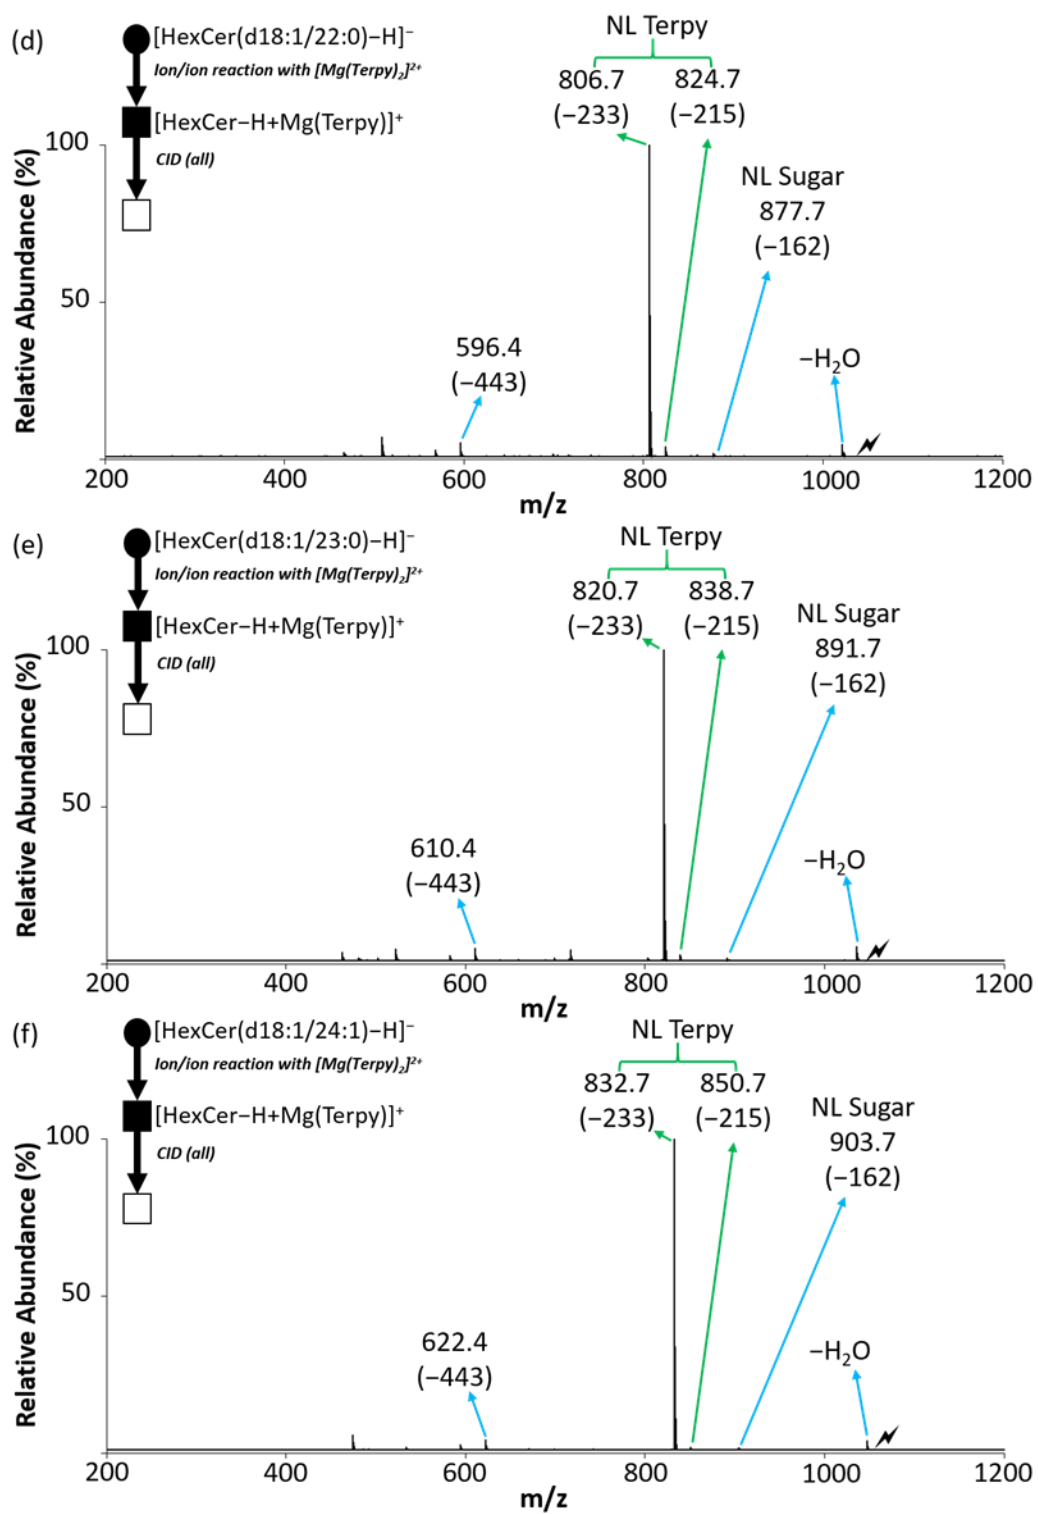 (d)
[HexCer(d18:1/22:0)−H]⁻
Ion/ion reaction with [Mg(Terpy)₂]²⁺
[HexCer−H+Mg(Terpy)]⁺
CID (all)
NL Terpy
806.7 824.7
(−233) (−215)
NL Sugar
877.7
(−162)
596.4
(−443)
−H₂O
100
50
Relative Abundance (%)
200 400 600 800 1000 1200
m/z
(e)
[HexCer(d18:1/23:0)−H]⁻
Ion/ion reaction with [Mg(Terpy)₂]²⁺
[HexCer−H+Mg(Terpy)]⁺
CID (all)
NL Terpy
820.7 838.7
(−233) (−215)
NL Sugar
891.7
(−162)
610.4
(−443)
−H₂O
100
50
Relative Abundance (%)
200 400 600 800 1000 1200
m/z
(f)
[HexCer(d18:1/24:1)−H]⁻
Ion/ion reaction with [Mg(Terpy)₂]²⁺
[HexCer−H+Mg(Terpy)]⁺
CID (all)
NL Terpy
832.7 850.7
(−233) (−215)
NL Sugar
903.7
(−162)
622.4
(−443)
−H₂O
100
50
Relative Abundance (%)
200 400 600 800 1000 1200
m/z